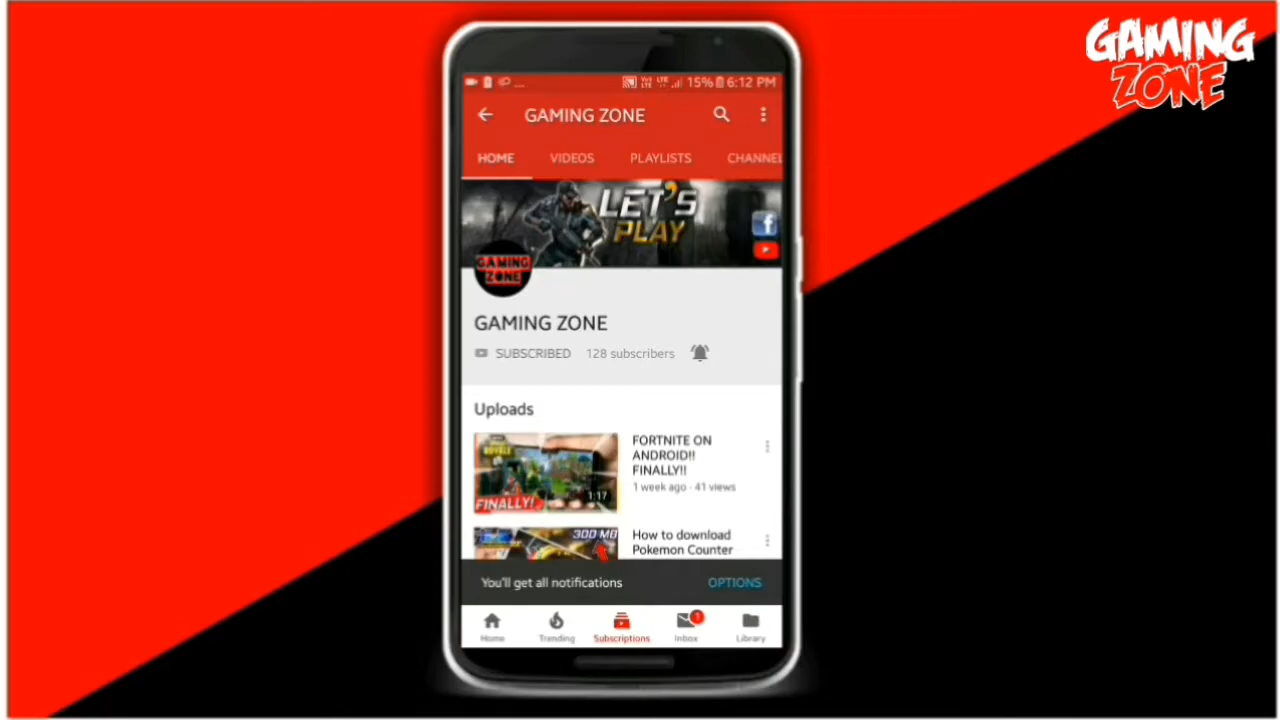 GAMING
ZONE
15% 6:12 PM
GAMING ZONE
HOME VIDEOS PLAYLISTS CHANNEL
LET'S
PLAY
GAMING
ZONE
GAMING ZONE
SUBSCRIBED 128 subscribers
Uploads
FORTNITE ON
ANDROID!!
FINALLY!!
1 week ago · 41 views
ROYALE
FINALLY!
1:17
300 MB
How to download
Pokemon Counter
You'll get all notifications OPTIONS
1
Home Trending Subscriptions Inbox Library